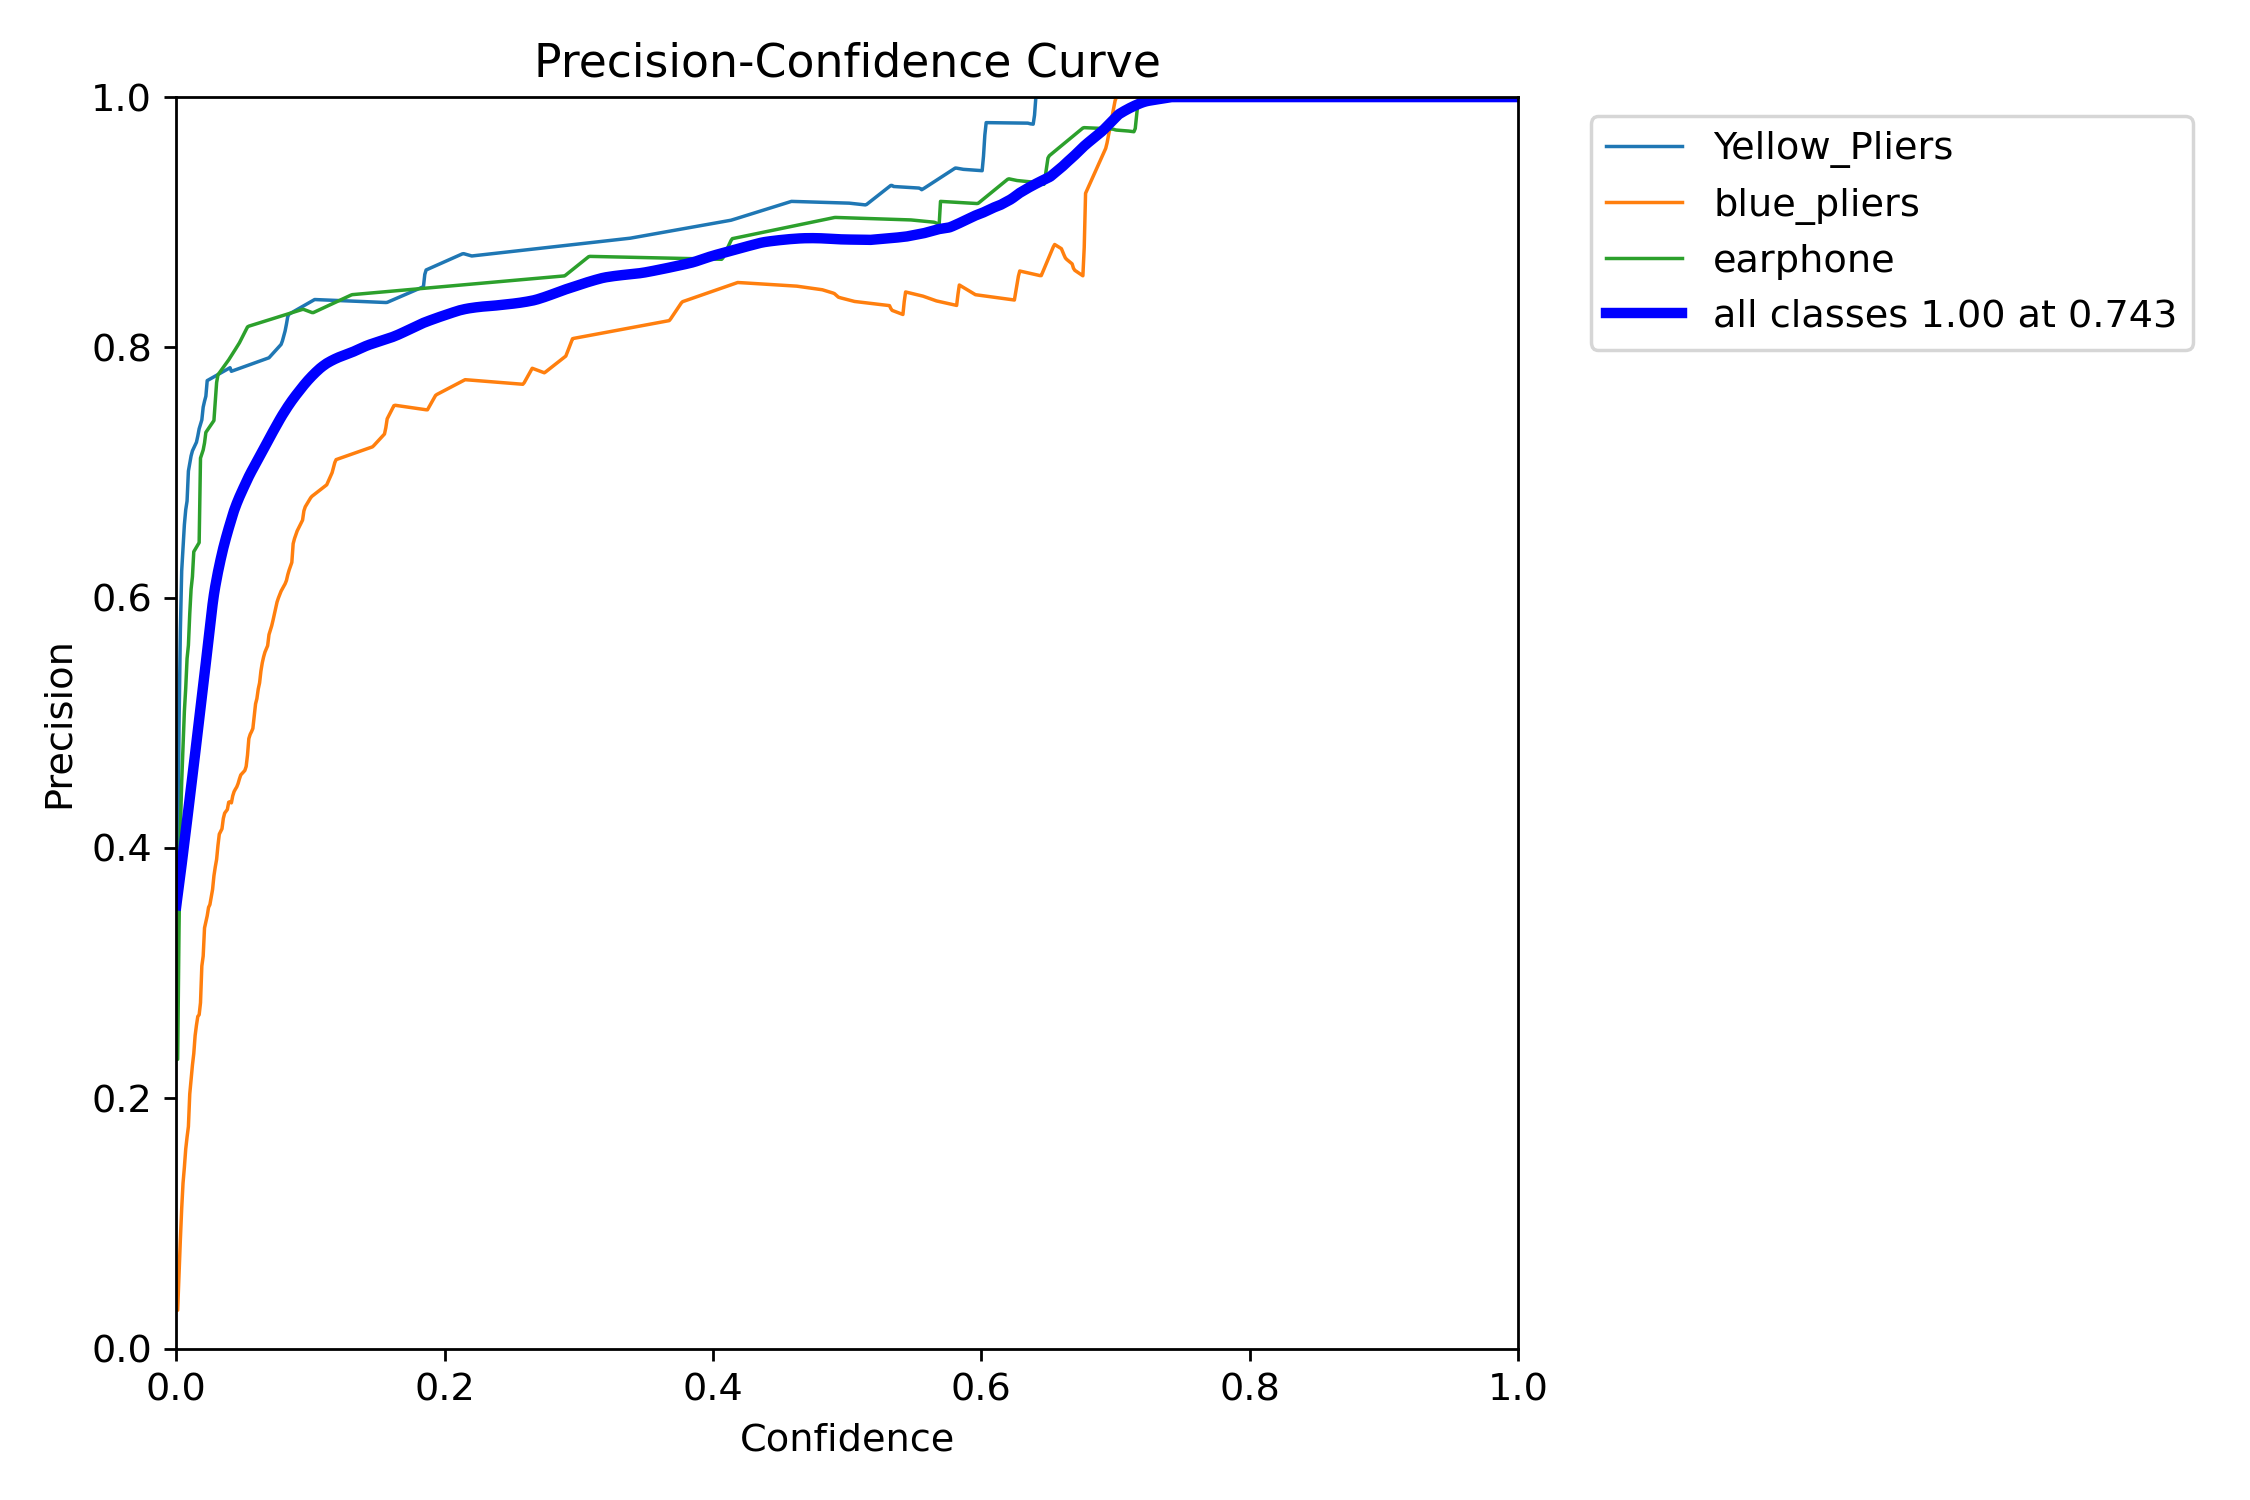 Precision-Confidence Curve
1.0
0.8
0.6
0.4
0.2
0.0
Precision
0.0 0.2 0.4 0.6 0.8 1.0
Confidence
Yellow_Pliers
blue_pliers
earphone
all classes 1.00 at 0.743